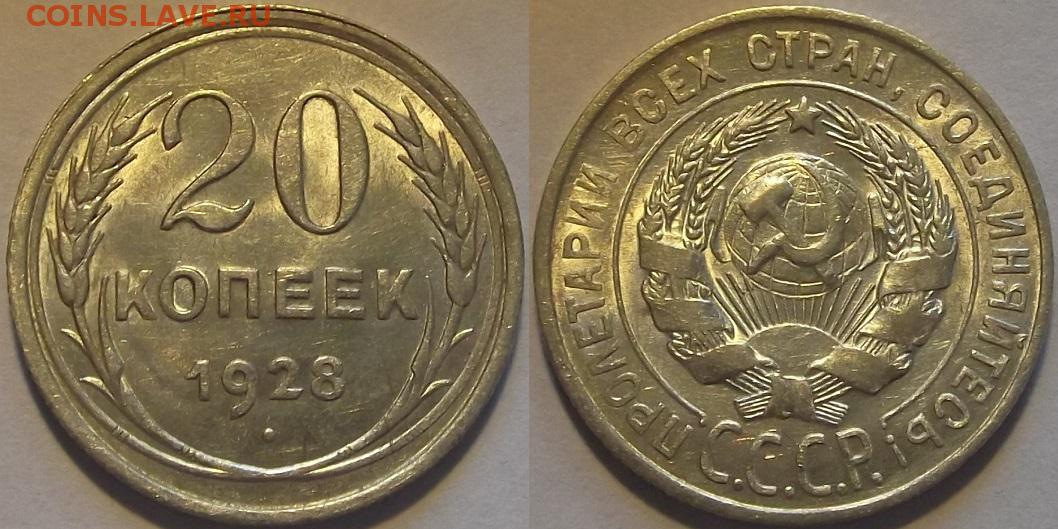 COINS.LAVE.RU
20
КОПЕЕК
1928
ПРОЛЕТАРИИ ВСЕХ СТРАН, СОЕДИНЯЙТЕСЬ!
С.С.С.Р.